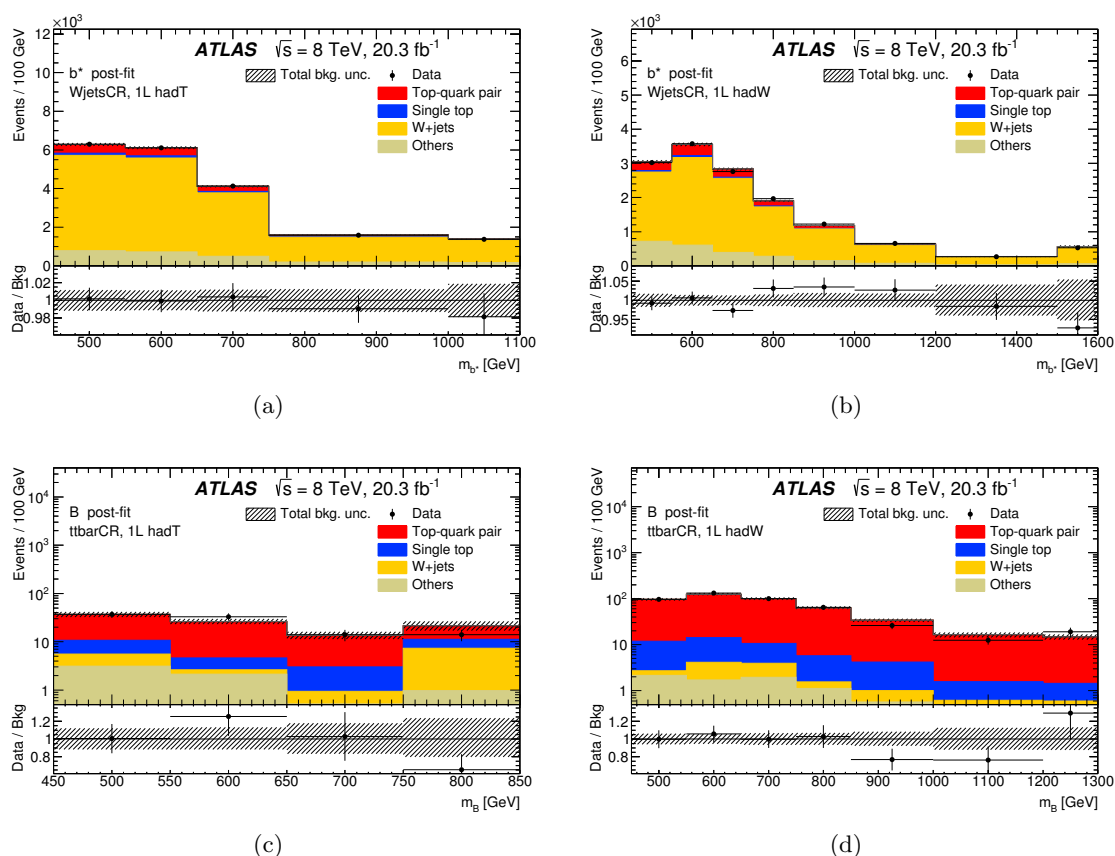 ×10³
ATLAS √s = 8 TeV, 20.3 fb⁻¹
b* post-fit
WjetsCR, 1L hadT
Total bkg. unc.
Data
Top-quark pair
Single top
W+jets
Others
Events / 100 GeV
12
10
8
6
4
2
0
Data / Bkg
1.02
1
0.98
500 600 700 800 900 1000 1100
m_b* [GeV]
(a)
×10³
ATLAS √s = 8 TeV, 20.3 fb⁻¹
b* post-fit
WjetsCR, 1L hadW
Total bkg. unc.
Data
Top-quark pair
Single top
W+jets
Others
Events / 100 GeV
6
5
4
3
2
1
0
Data / Bkg
1.05
1
0.95
600 800 1000 1200 1400 1600
m_b* [GeV]
(b)
ATLAS √s = 8 TeV, 20.3 fb⁻¹
B post-fit
ttbarCR, 1L hadT
Total bkg. unc.
Data
Top-quark pair
Single top
W+jets
Others
Events / 100 GeV
10⁴
10³
10²
10
1
Data / Bkg
1.2
1
0.8
450 500 550 600 650 700 750 800 850
m_B [GeV]
(c)
ATLAS √s = 8 TeV, 20.3 fb⁻¹
B post-fit
ttbarCR, 1L hadW
Total bkg. unc.
Data
Top-quark pair
Single top
W+jets
Others
Events / 100 GeV
10⁴
10³
10²
10
1
Data / Bkg
1.2
1
0.8
500 600 700 800 900 1000 1100 1200 1300
m_B [GeV]
(d)